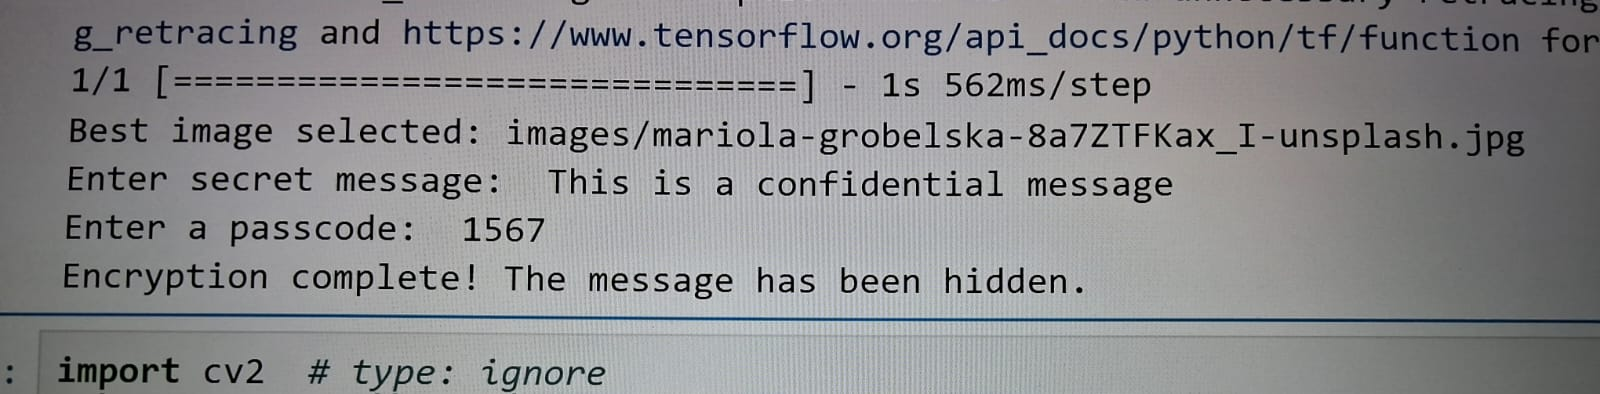 g_retracing and https://www.tensorflow.org/api_docs/python/tf/function for
1/1 [==============================] - 1s 562ms/step
Best image selected: images/mariola-grobelska-8a7ZTFKax_I-unsplash.jpg
Enter secret message:  This is a confidential message
Enter a passcode:  1567
Encryption complete! The message has been hidden.
: import cv2  # type: ignore